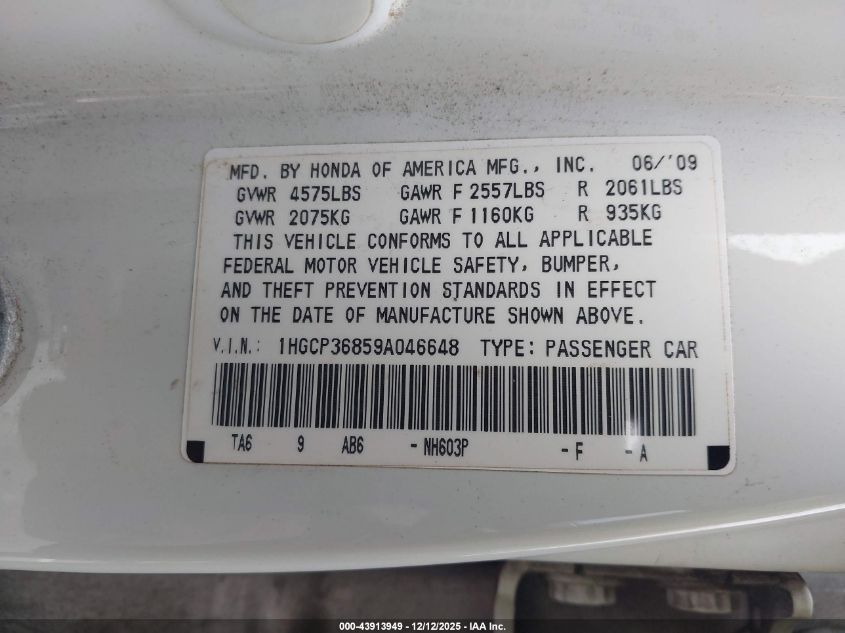 MFD. BY HONDA OF AMERICA MFG., INC. 06/'09
GVWR 4575LBS GAWR F 2557LBS R 2061LBS
GVWR 2075KG GAWR F 1160KG R 935KG
THIS VEHICLE CONFORMS TO ALL APPLICABLE
FEDERAL MOTOR VEHICLE SAFETY, BUMPER,
AND THEFT PREVENTION STANDARDS IN EFFECT
ON THE DATE OF MANUFACTURE SHOWN ABOVE.
V.I.N.: 1HGCP36859A046648 TYPE: PASSENGER CAR
TA6 9 AB6 - NH603P - F - A
000-43913949 - 12/12/2025 - IAA Inc.